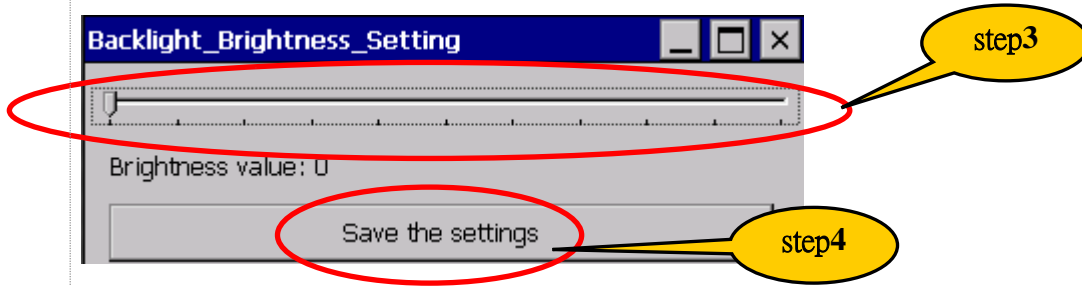 Backlight_Brightness_Setting
step3
Brightness value: 0
Save the settings
step4